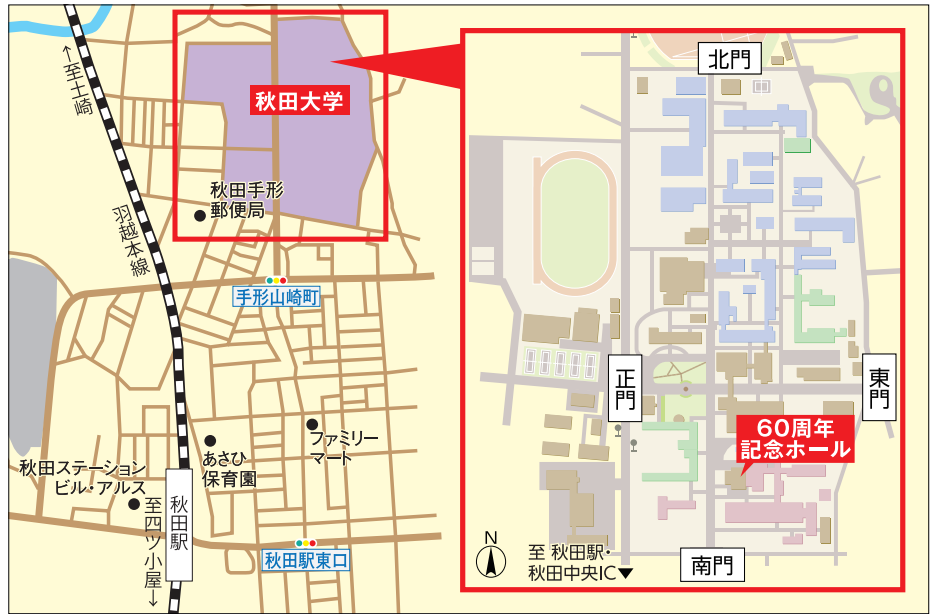 ←至土崎
羽越本線
秋田大学
秋田手形
郵便局
手形山崎町
ファミリー
マート
あさひ
保育園
秋田ステーション
ビル・アルス
秋田駅
至四ツ小屋→
秋田駅東口
北門
正門
東門
60周年
記念ホール
南門
N
至 秋田駅・
秋田中央IC▼